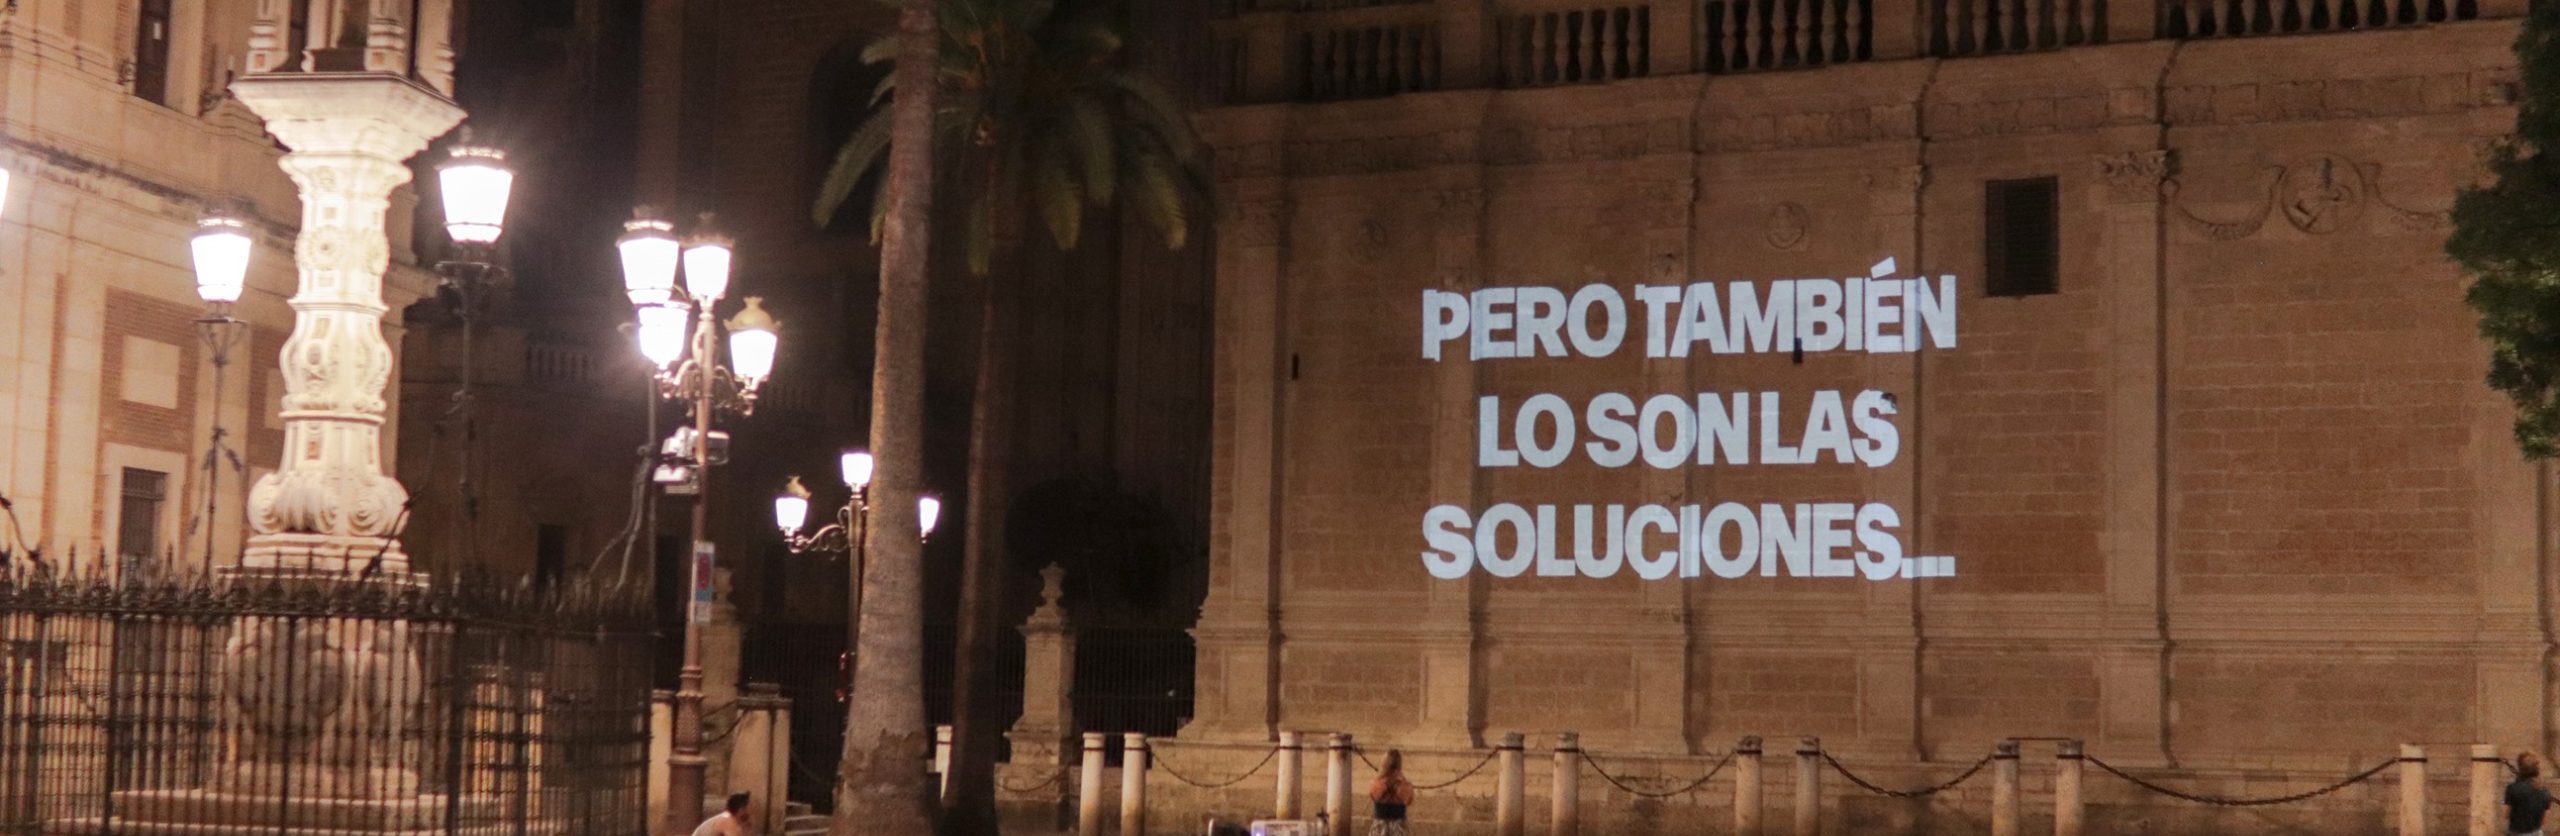 PERO TAMBIÉN
LO SON LAS
SOLUCIONES...